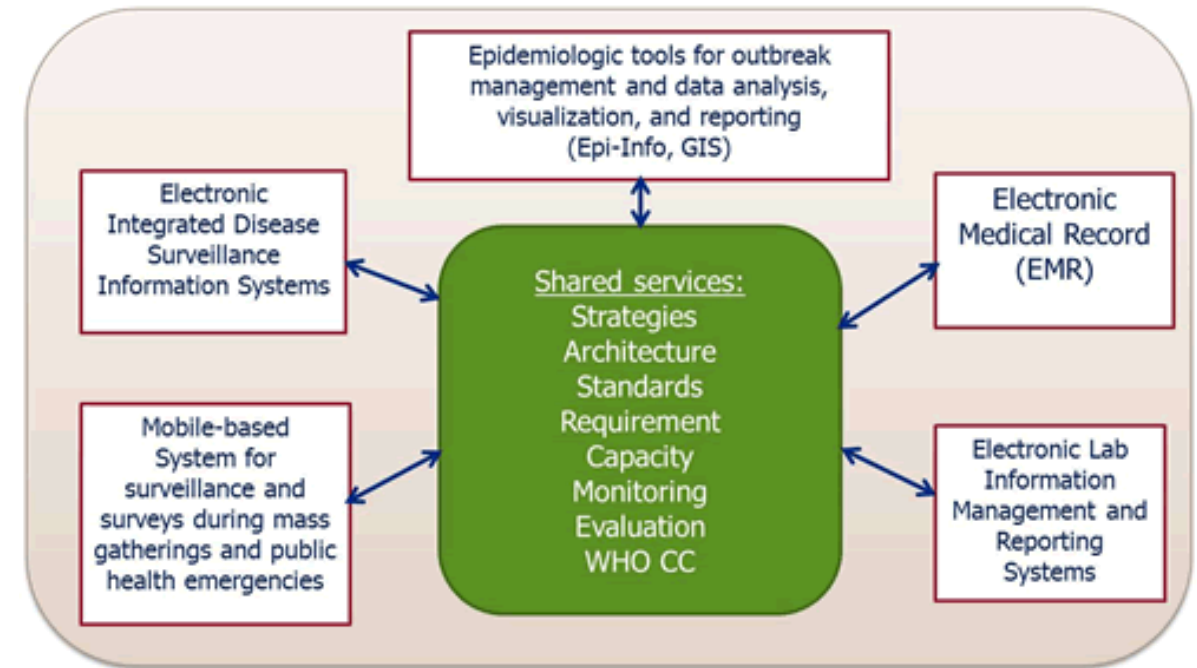 Epidemiologic tools for outbreak
management and data analysis,
visualization, and reporting
(Epi-Info, GIS)
Electronic
Integrated Disease
Surveillance
Information Systems
Electronic
Medical Record
(EMR)
Shared services:
Strategies
Architecture
Standards
Requirement
Capacity
Monitoring
Evaluation
WHO CC
Mobile-based
System for
surveillance and
surveys during mass
gatherings and public
health emergencies
Electronic Lab
Information
Management and
Reporting
Systems